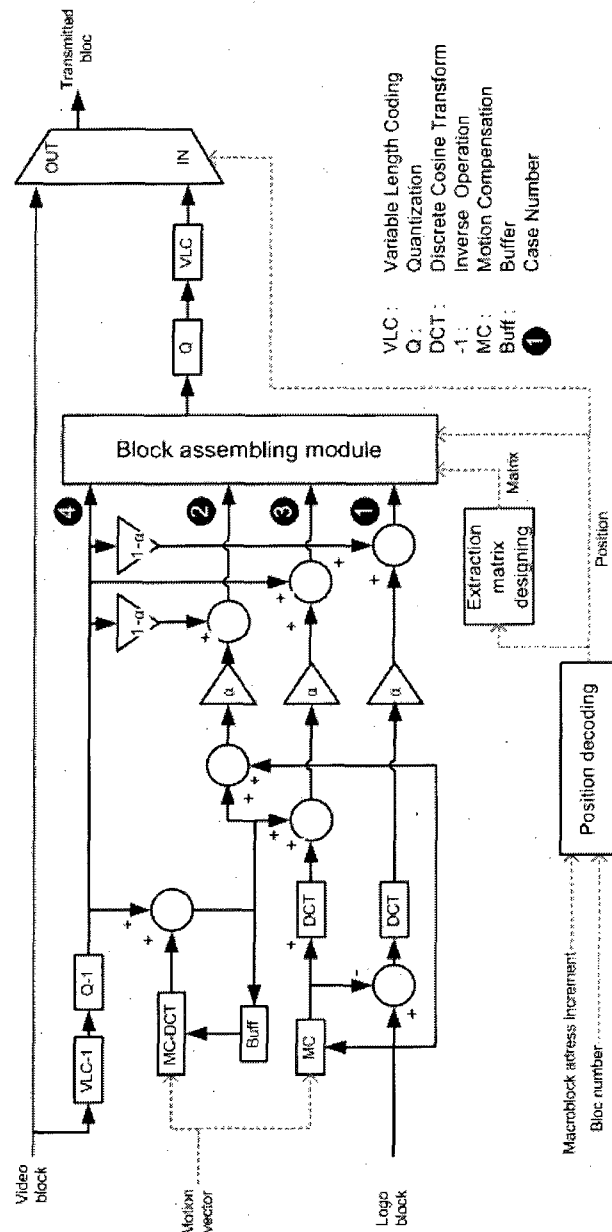 Video
block
VLC-1
Q-1
1-α
1-α
4
OUT
IN
Transmitted
bloc
Motion
vector
MC-DCT
Buff
+
+
+
+
α
+
2
Block assembling module
Q
VLC
MC
+
DCT
+
+
α
+
+
3
Logo
block
-
+
DCT
α
+
+
1
Matrix
Extraction
matrix
designing
Position
Macroblock adress increment
Bloc number
Position decoding
VLC : Variable Length Coding
Q : Quantization
DCT : Discrete Cosine Transform
-1 : Inverse Operation
MC : Motion Compensation
Buff : Buffer
1 Case Number